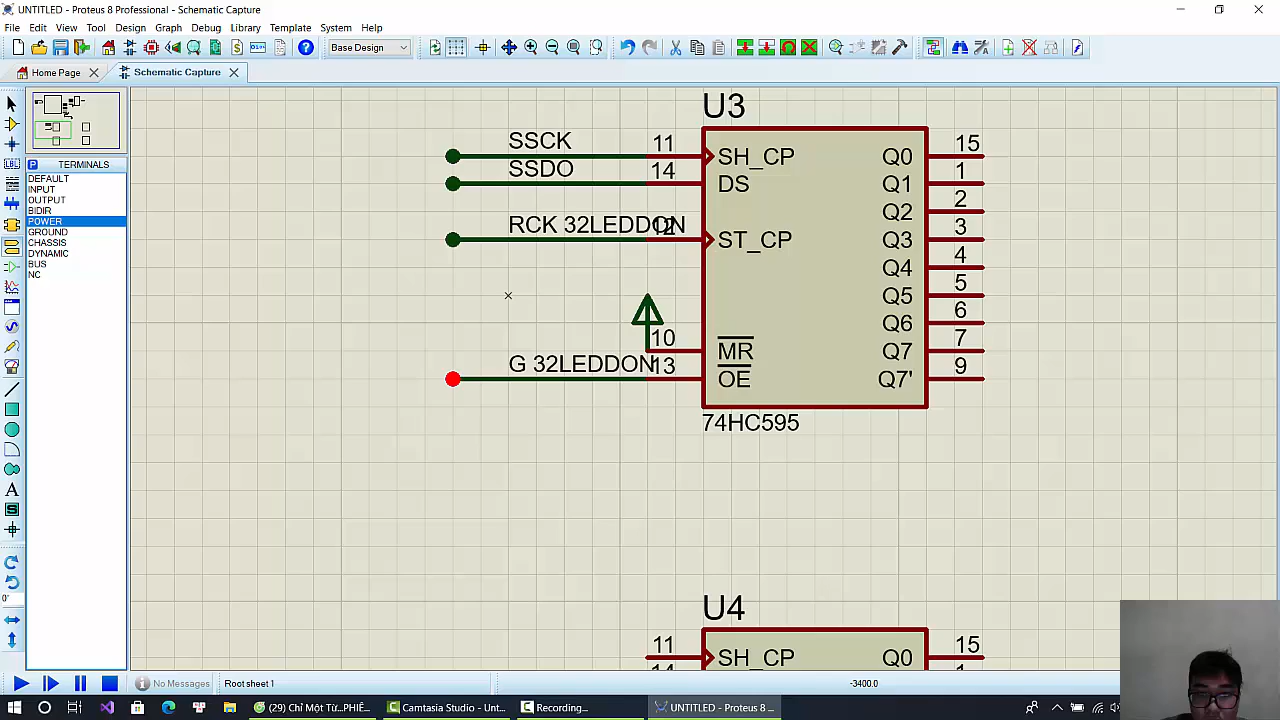 UNTITLED - Proteus 8 Professional - Schematic Capture
File Edit View Tool Design Graph Debug Library Template System Help
Base Design
Home Page
Schematic Capture
P TERMINALS
DEFAULT
INPUT
OUTPUT
BIDIR
POWER
GROUND
CHASSIS
DYNAMIC
BUS
NC
LBL
A
S
0°
U3
SSCK 11 SH_CP Q0 15
SSDO 14 DS Q1 1
Q2 2
RCK 32LEDDON 12 ST_CP Q3 3
Q4 4
Q5 5
Q6 6
10 MR Q7 7
G 32LEDDON 13 OE Q7' 9
74HC595
U4
11 SH_CP Q0 15
14 1
No Messages
Root sheet 1
-3400.0
(29) Chỉ Một Từ...PHIÊ...
Camtasia Studio - Unt...
Recording...
UNTITLED - Proteus 8 ...